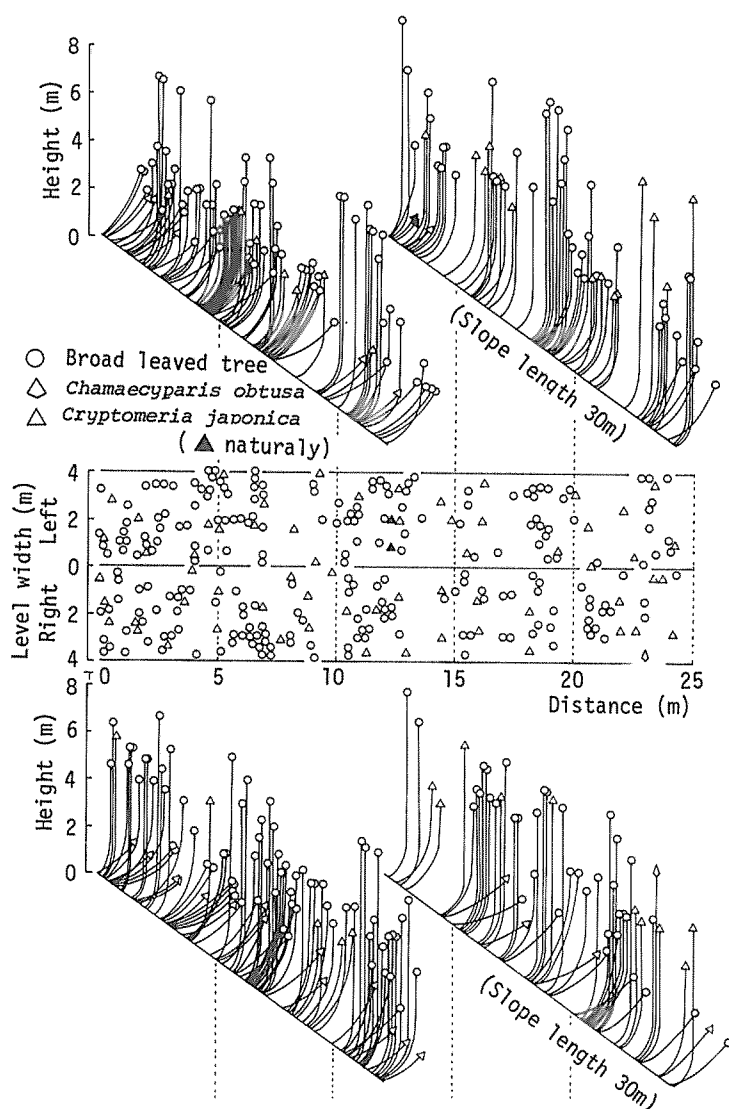 8
6
4
2
0
Height (m)
(Slope length 30m)
○ Broad leaved tree
Chamaecyparis obtusa
△ Cryptomeria japonica
( ▲ naturaly)
4
2
0
2
4
Level width (m)
Right Left
0 5 10 15 20 25
Distance (m)
8
6
4
2
0
Height (m)
(Slope length 30m)